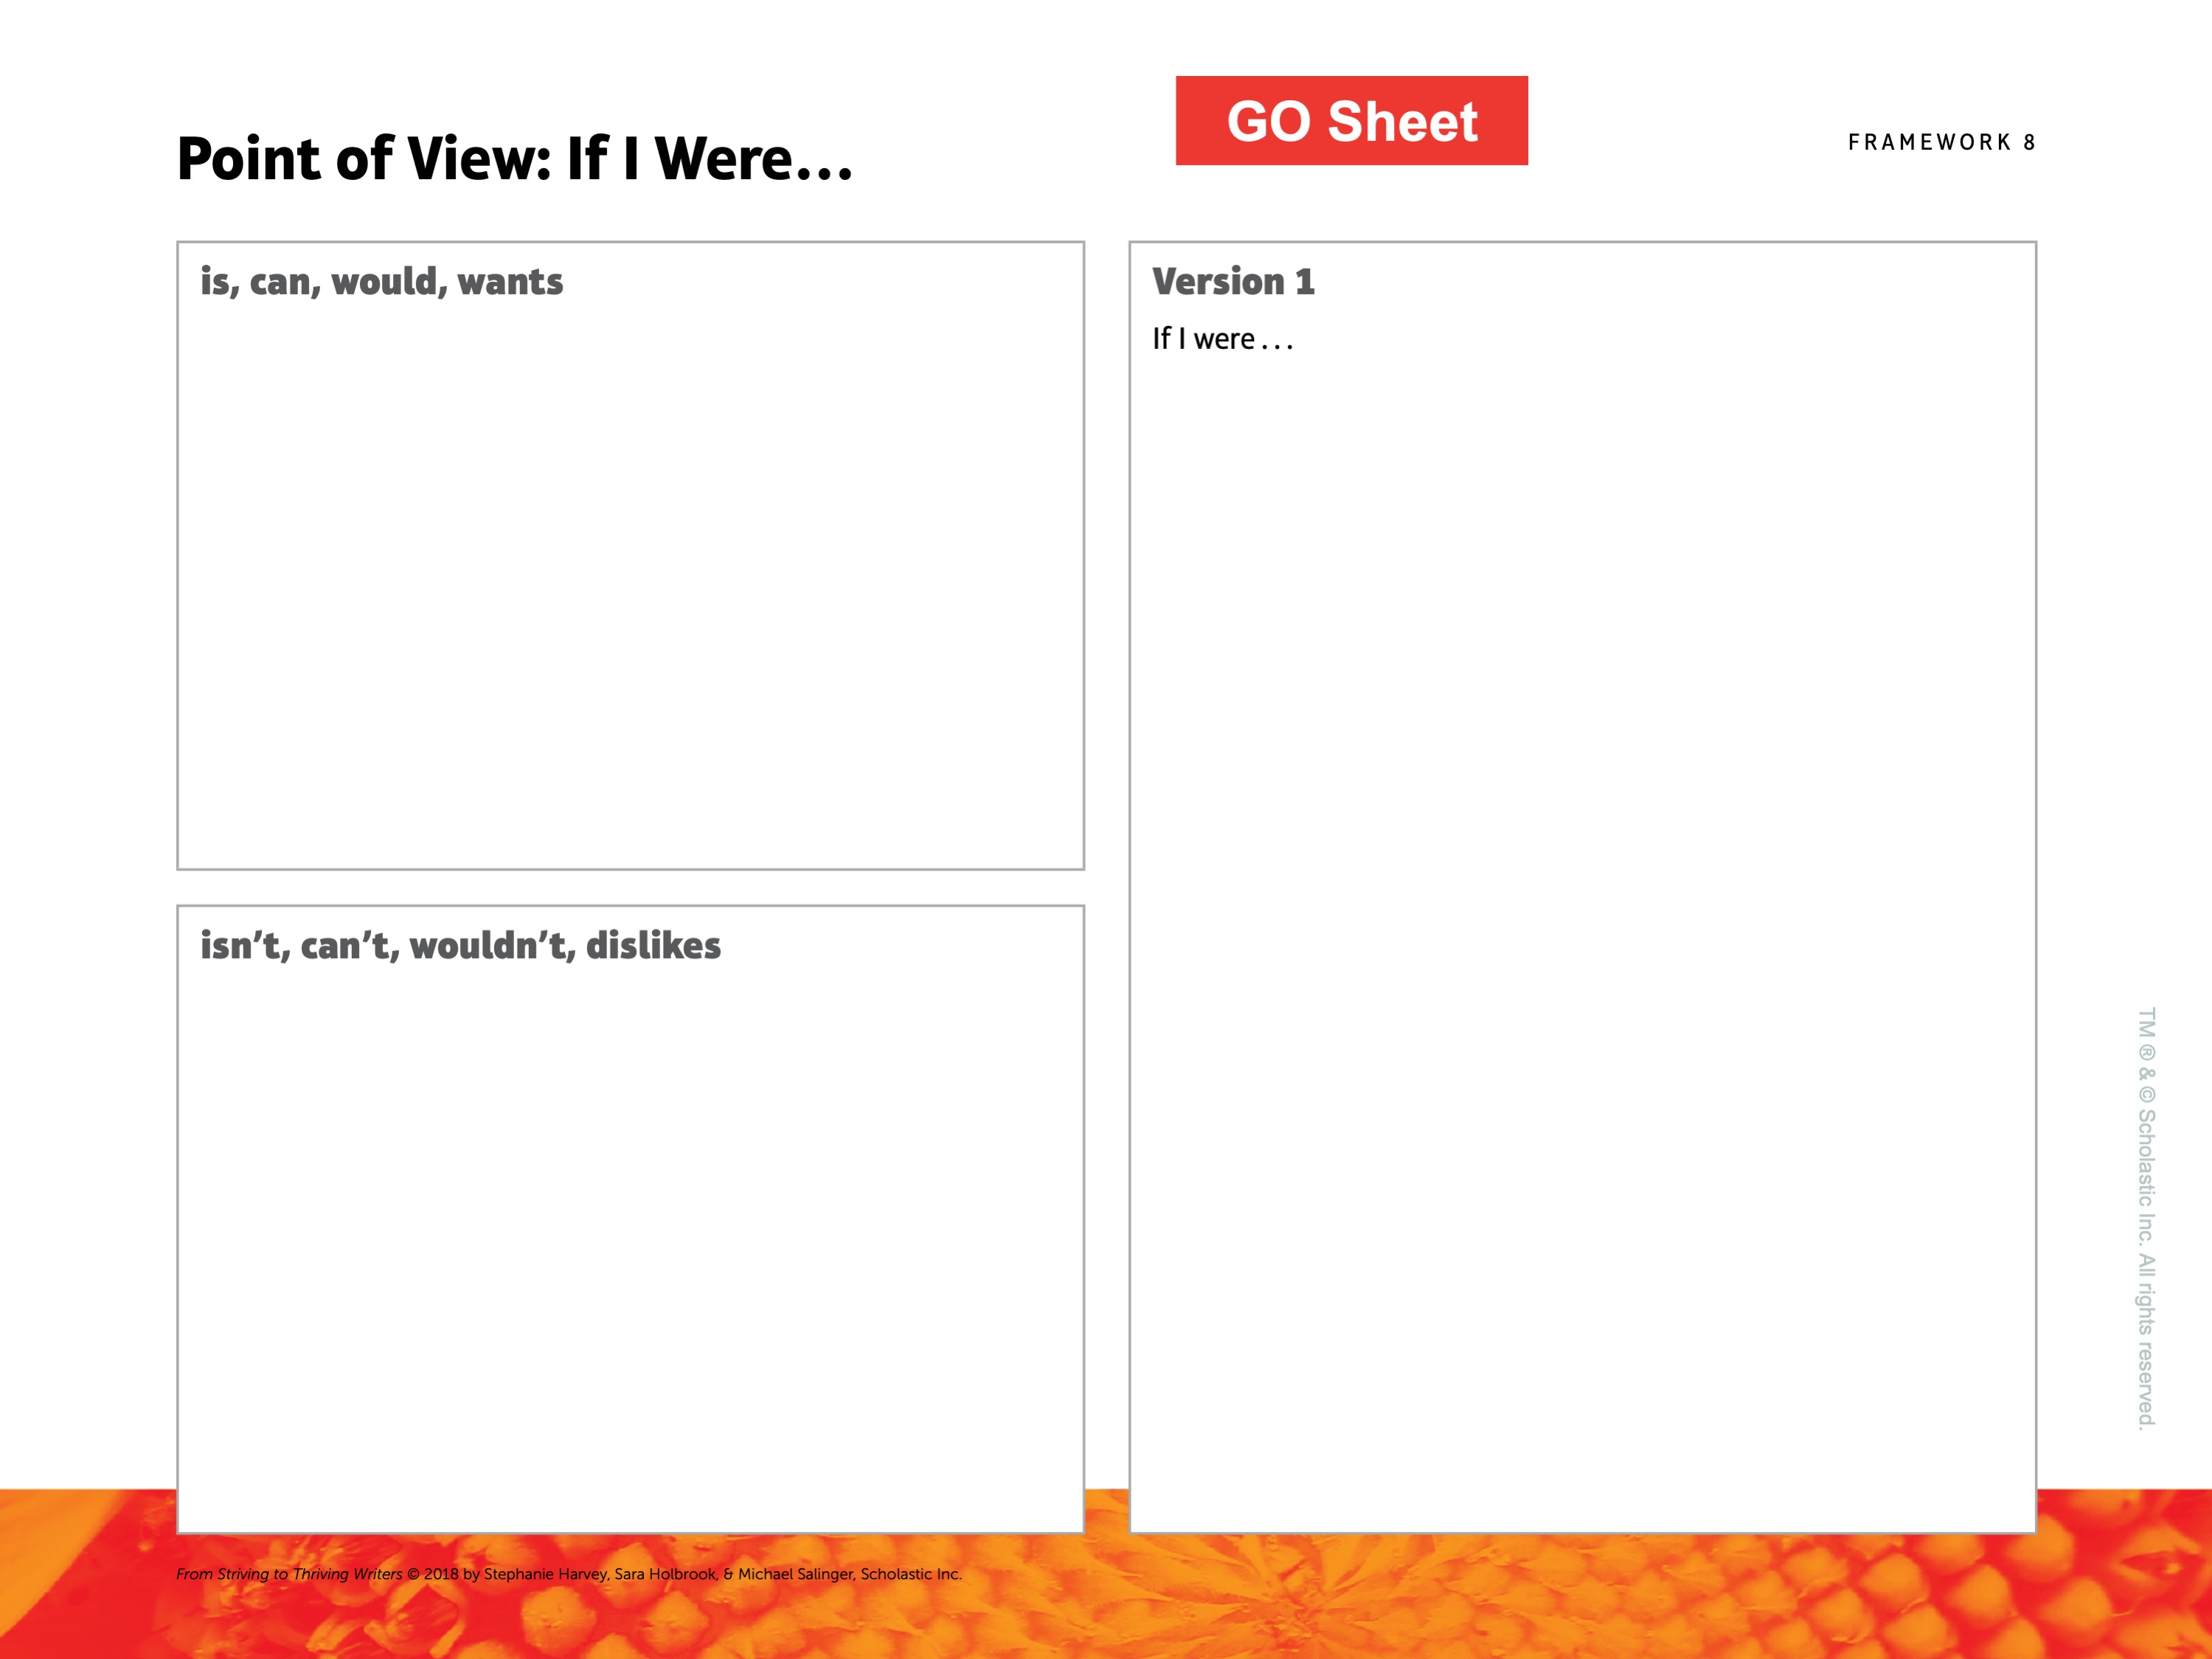 GO Sheet
FRAMEWORK 8
Point of View: If I Were…
is, can, would, wants
isn’t, can’t, wouldn’t, dislikes
Version 1
If I were . . .
TM ® & © Scholastic Inc. All rights reserved.
From Striving to Thriving Writers © 2018 by Stephanie Harvey, Sara Holbrook, & Michael Salinger, Scholastic Inc.